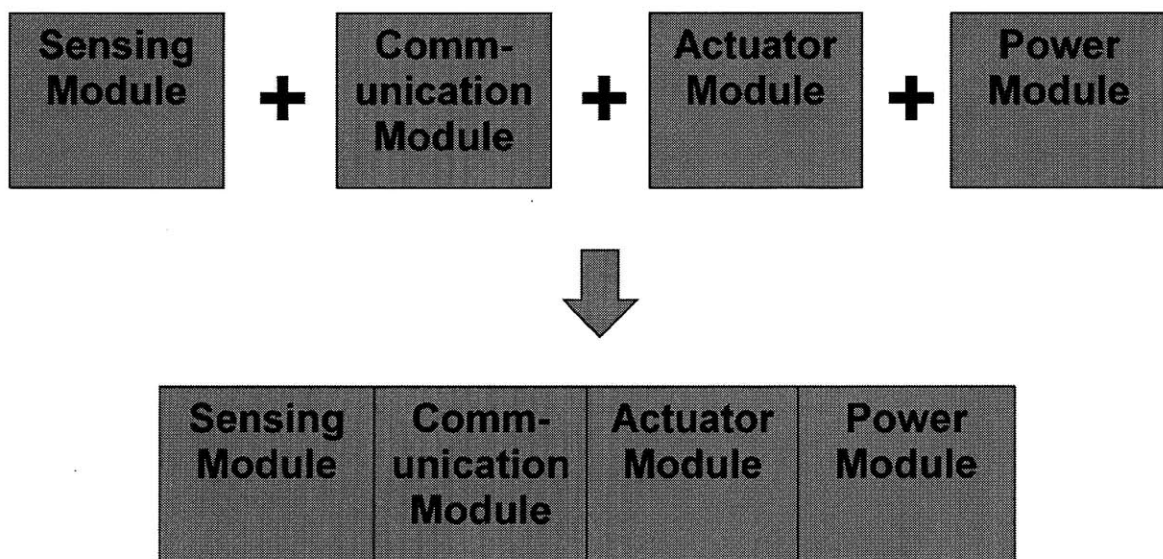 Sensing
Module
+
Comm-
unication
Module
+
Actuator
Module
+
Power
Module
Sensing
Module
Comm-
unication
Module
Actuator
Module
Power
Module